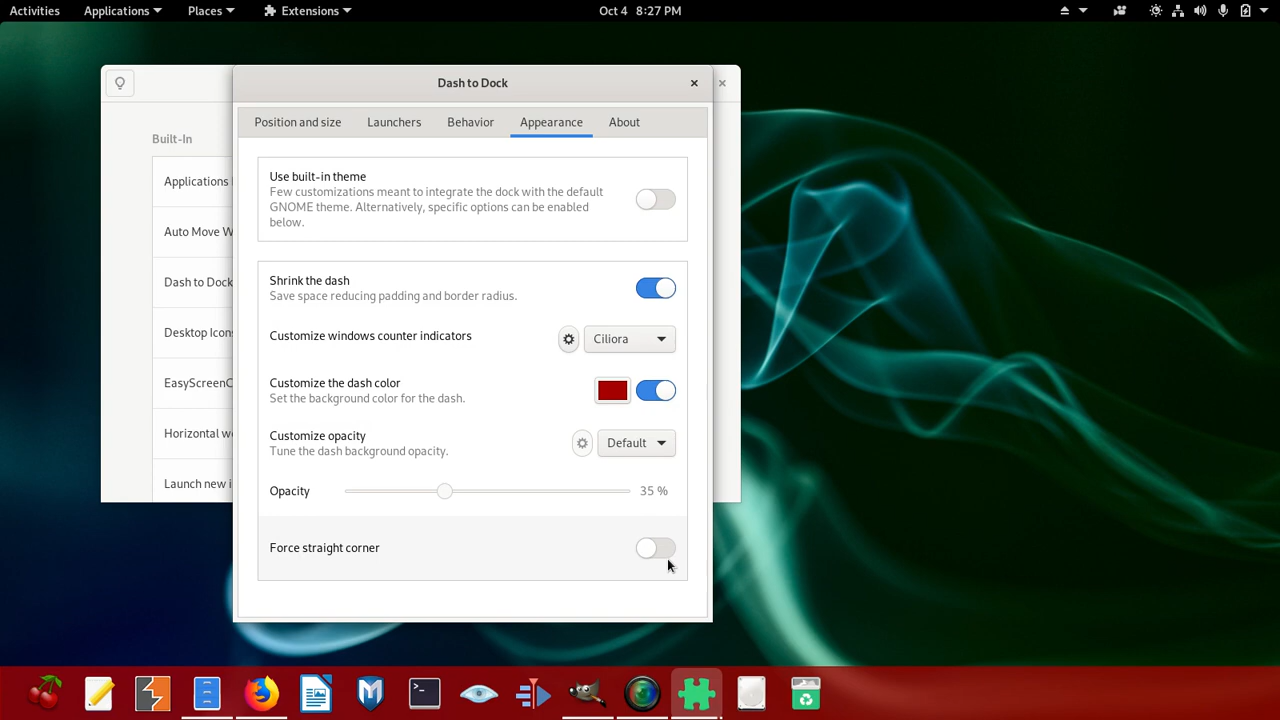 Activities Applications Places Extensions Oct 4 8:27 PM
Dash to Dock
Position and size Launchers Behavior Appearance About
Built-In
Applications
Auto Move W
Dash to Dock
Desktop Icon
EasyScreenC
Horizontal w
Launch new i
Use built-in theme
Few customizations meant to integrate the dock with the default
GNOME theme. Alternatively, specific options can be enabled
below.
Shrink the dash
Save space reducing padding and border radius.
Customize windows counter indicators
Ciliora
Customize the dash color
Set the background color for the dash.
Customize opacity
Default
Tune the dash background opacity.
Opacity 35 %
Force straight corner
>_